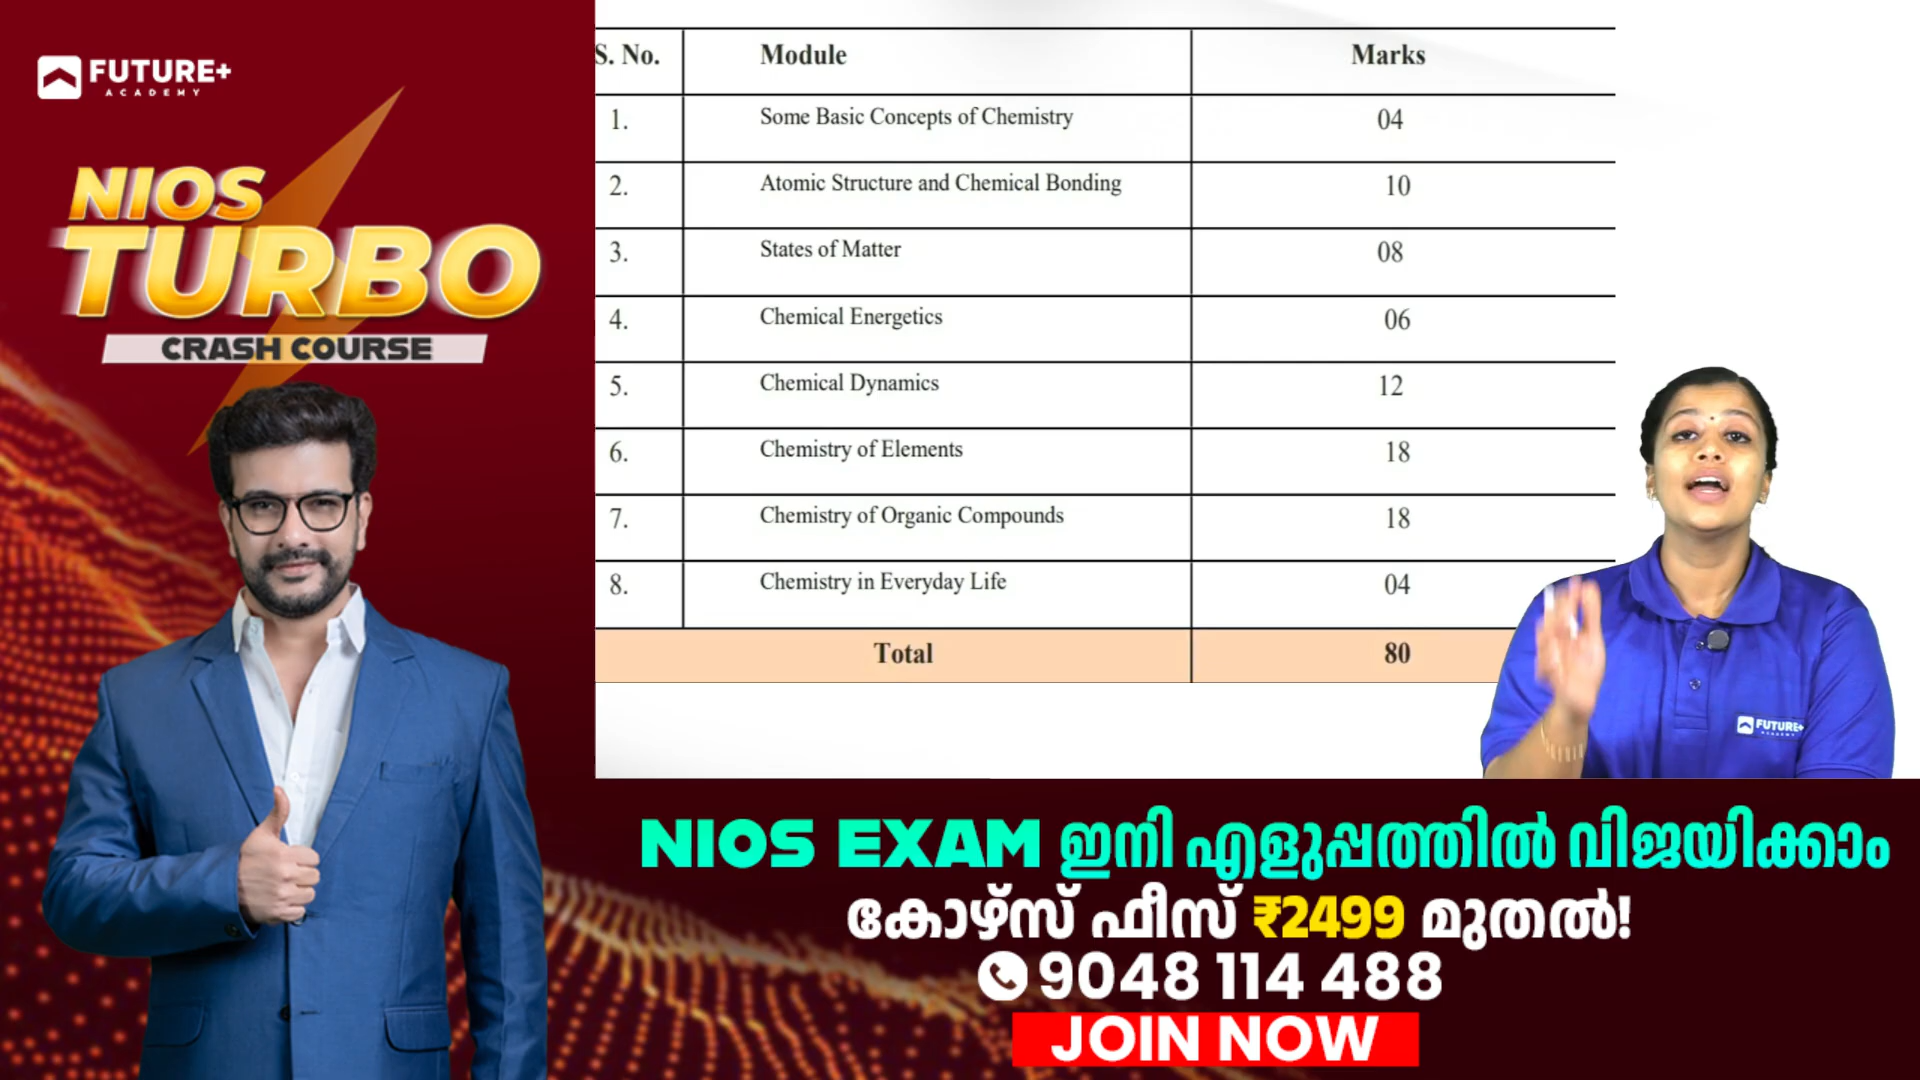 FUTURE+
ACADEMY
NIOS
TURBO
CRASH COURSE
S. No. Module Marks
1. Some Basic Concepts of Chemistry 04
2. Atomic Structure and Chemical Bonding 10
3. States of Matter 08
4. Chemical Energetics 06
5. Chemical Dynamics 12
6. Chemistry of Elements 18
7. Chemistry of Organic Compounds 18
8. Chemistry in Everyday Life 04
Total 80
FUTURE+
ACADEMY
NIOS EXAM ഇനി എളുപ്പത്തിൽ വിജയിക്കാം
കോഴ്സ് ഫീസ് ₹2499 മുതൽ!
9048 114 488
JOIN NOW